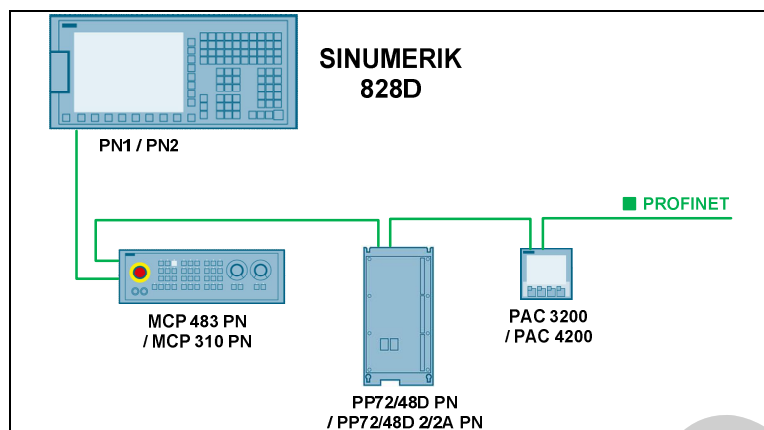 SINUMERIK
828D
PN1 / PN2
PROFINET
MCP 483 PN
/ MCP 310 PN
PAC 3200
/ PAC 4200
PP72/48D PN
/ PP72/48D 2/2A PN